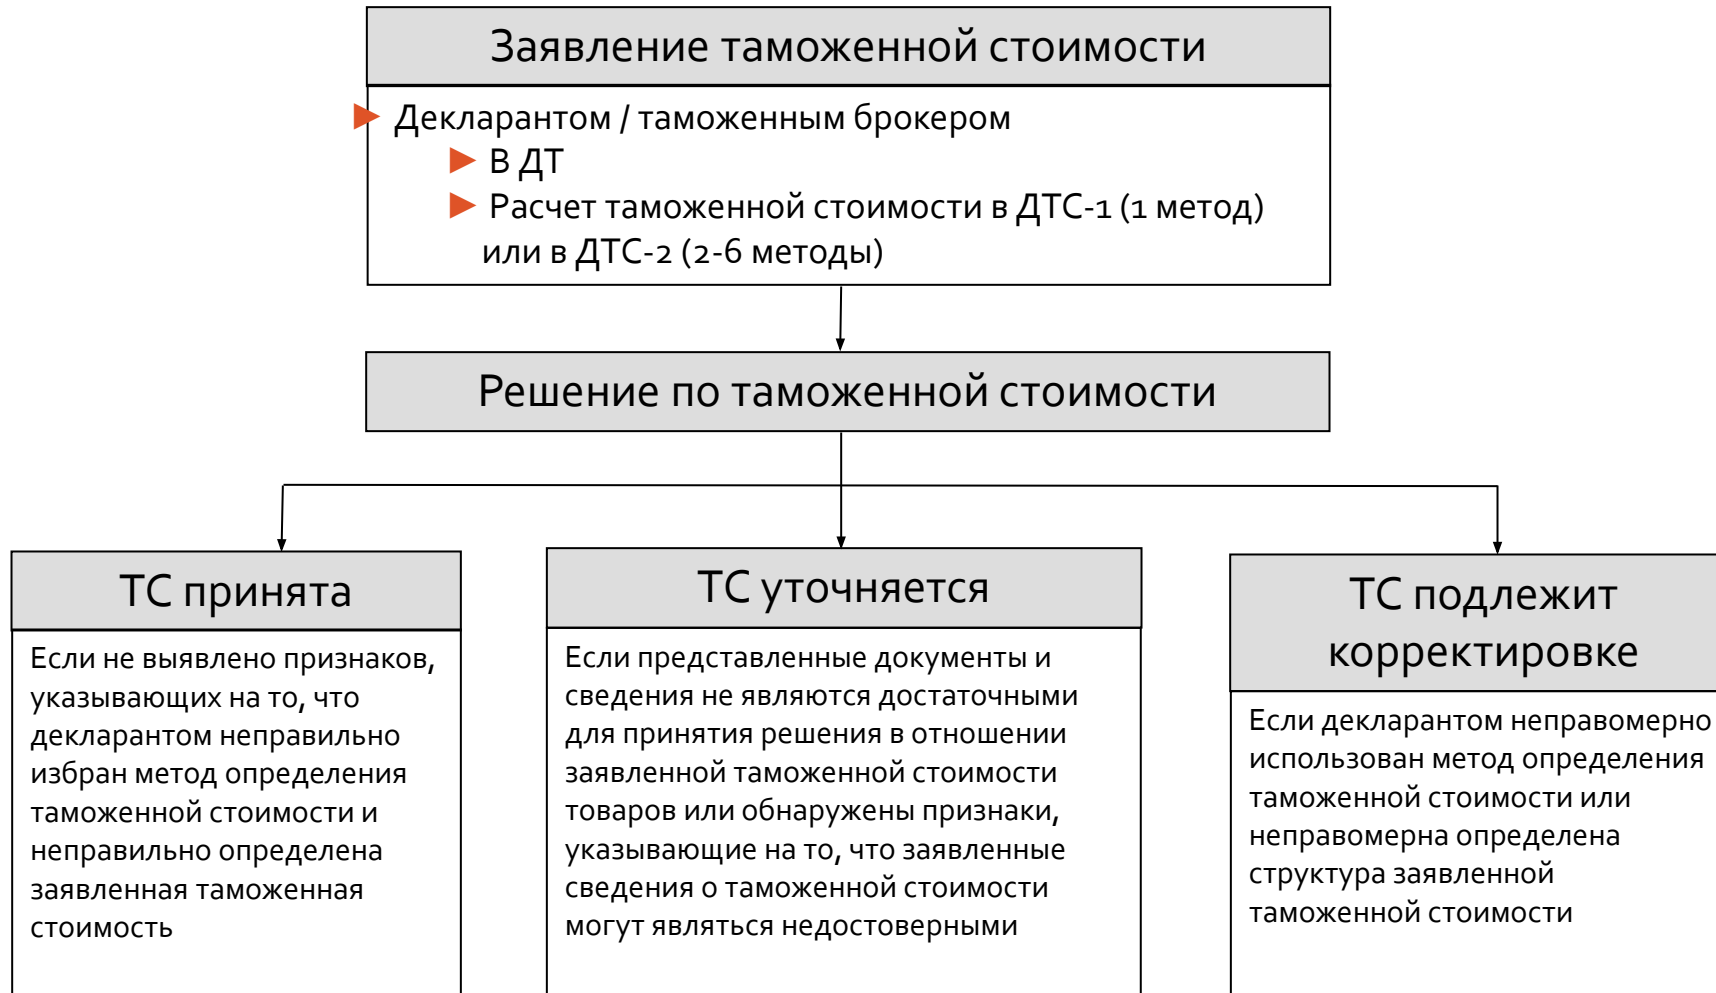 Заявление таможенной стоимости
Декларантом / таможенным брокером
В ДТ
Расчет таможенной стоимости в ДТС-1 (1 метод)
или в ДТС-2 (2-6 методы)
Решение по таможенной стоимости
ТС принята
Если не выявлено признаков,
указывающих на то, что
декларантом неправильно
избран метод определения
таможенной стоимости и
неправильно определена
заявленная таможенная
стоимость
ТС уточняется
Если представленные документы и
сведения не являются достаточными
для принятия решения в отношении
заявленной таможенной стоимости
товаров или обнаружены признаки,
указывающие на то, что заявленные
сведения о таможенной стоимости
могут являться недостоверными
ТС подлежит
корректировке
Если декларантом неправомерно
использован метод определения
таможенной стоимости или
неправомерна определена
структура заявленной
таможенной стоимости